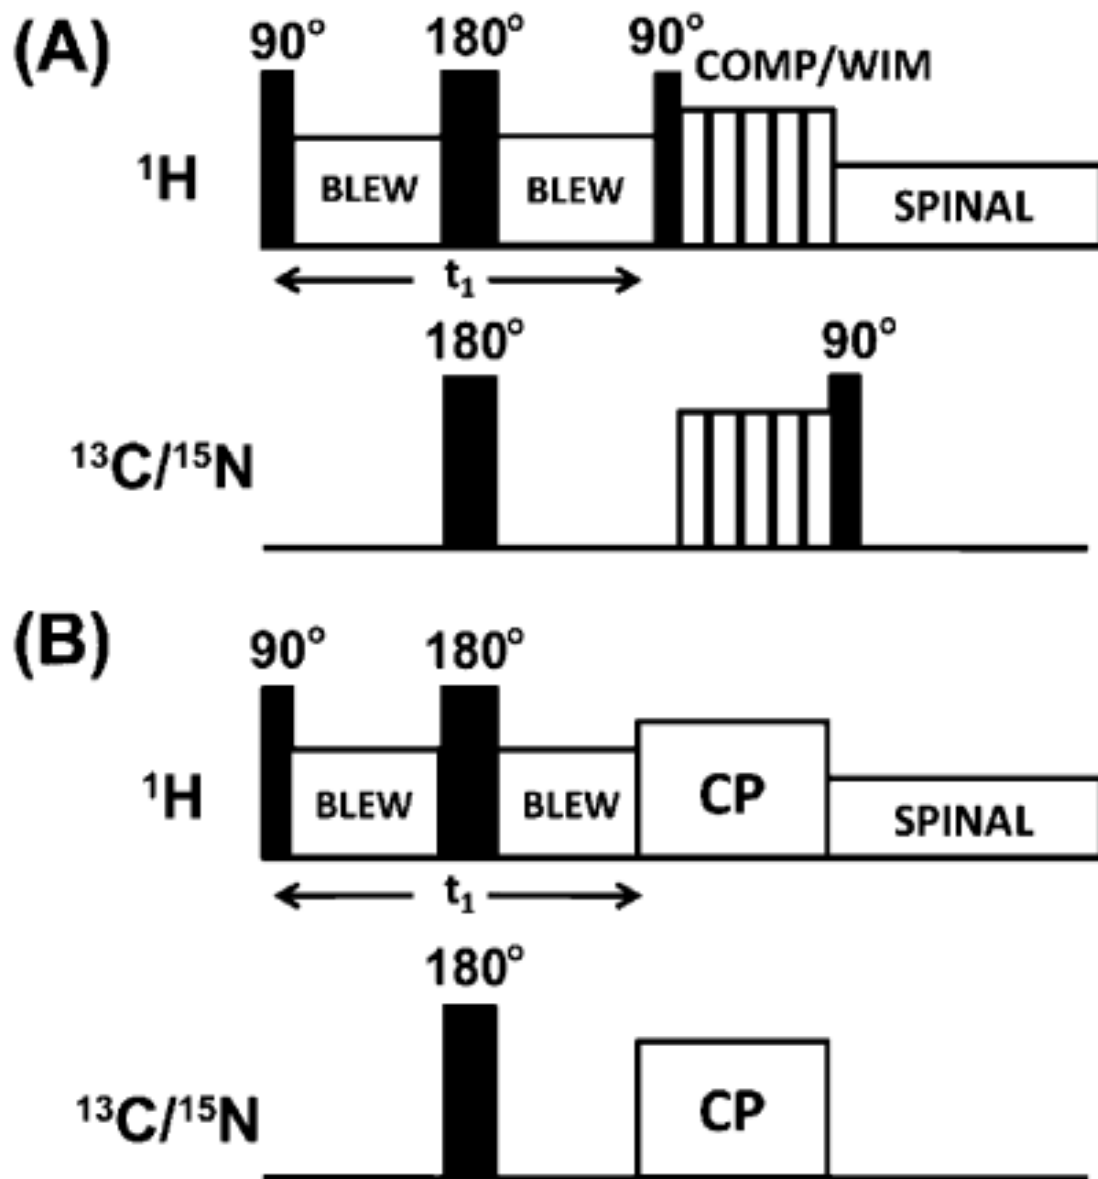 (A)
90° 180° 90° COMP/WIM
¹H BLEW BLEW SPINAL
t₁
180° 90°
¹³C/¹⁵N
(B)
90° 180°
¹H BLEW BLEW CP SPINAL
t₁
180°
¹³C/¹⁵N CP